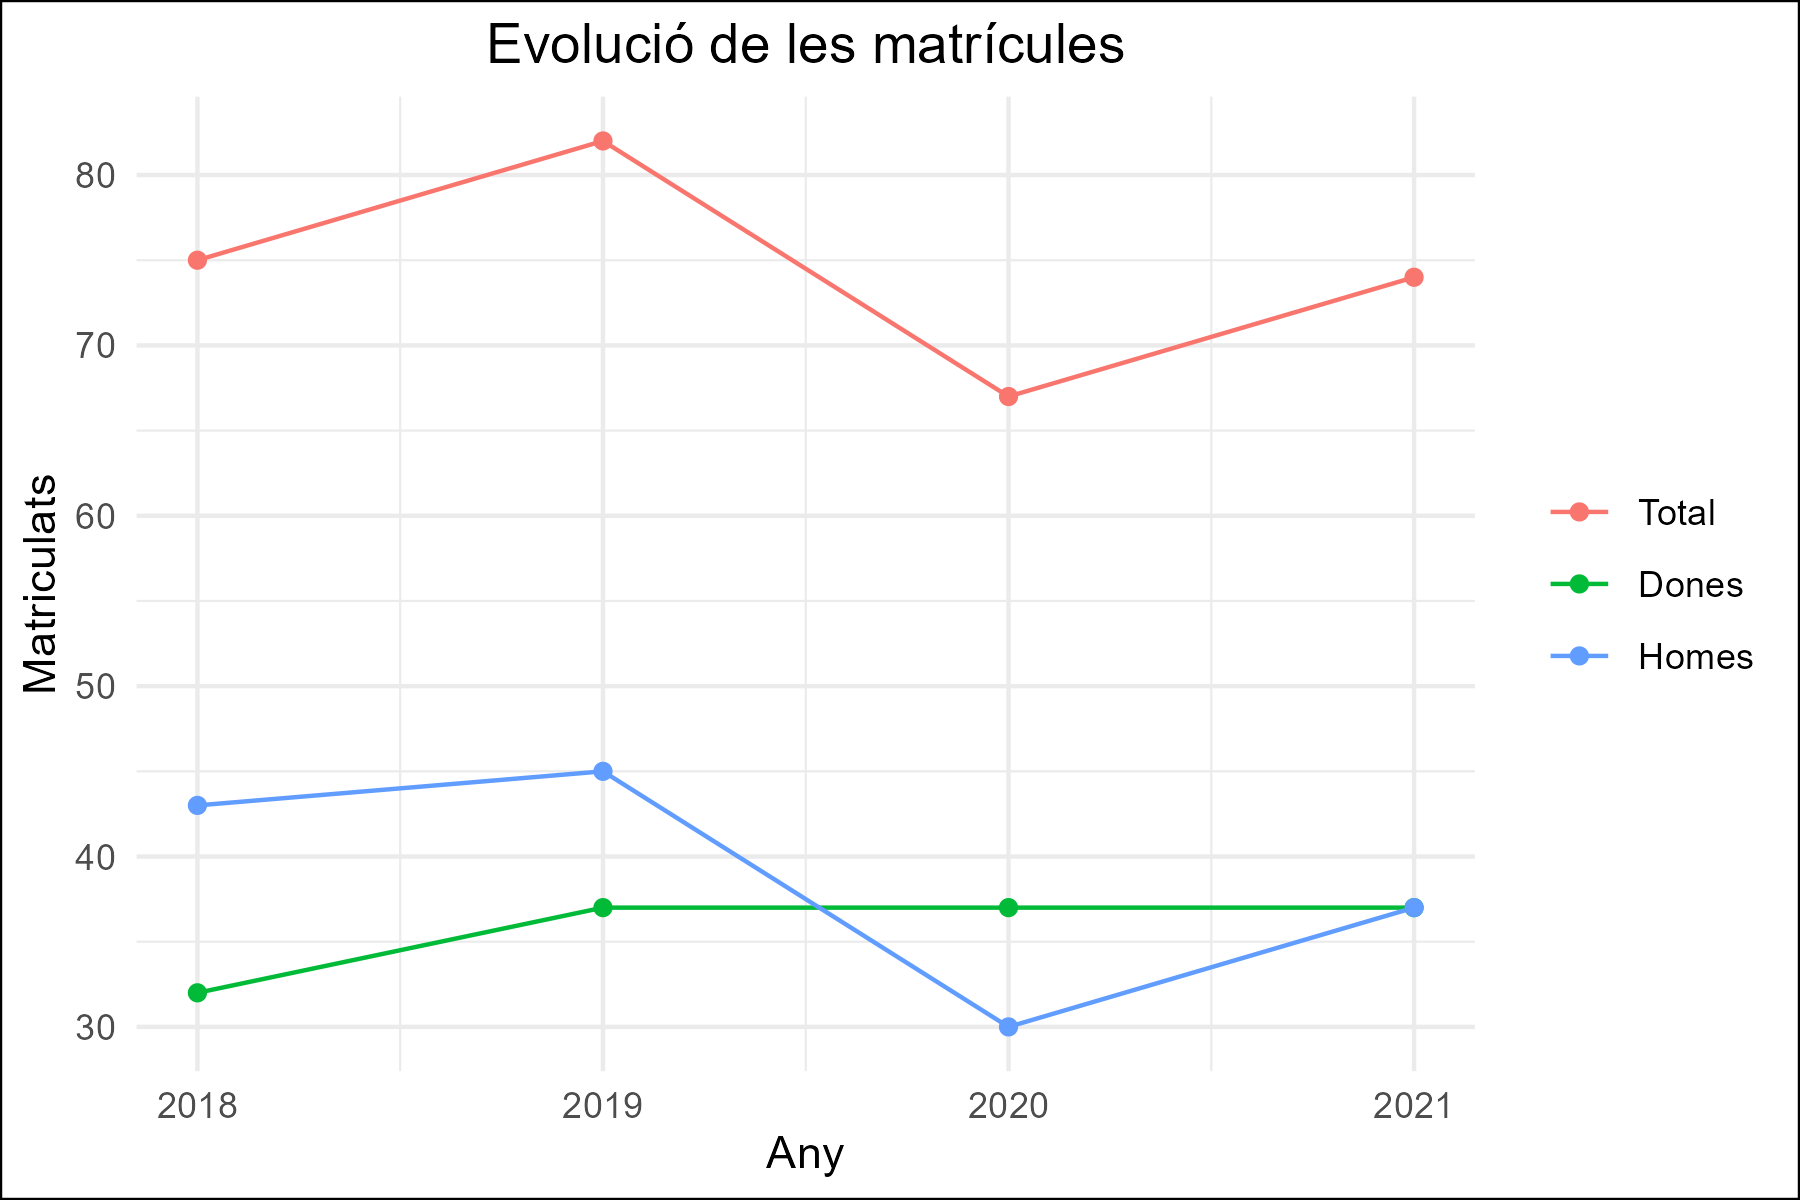 Evolució de les matrícules
Matriculats
80
70
60
50
40
30
2018
2019
2020
2021
Any
Total
Dones
Homes